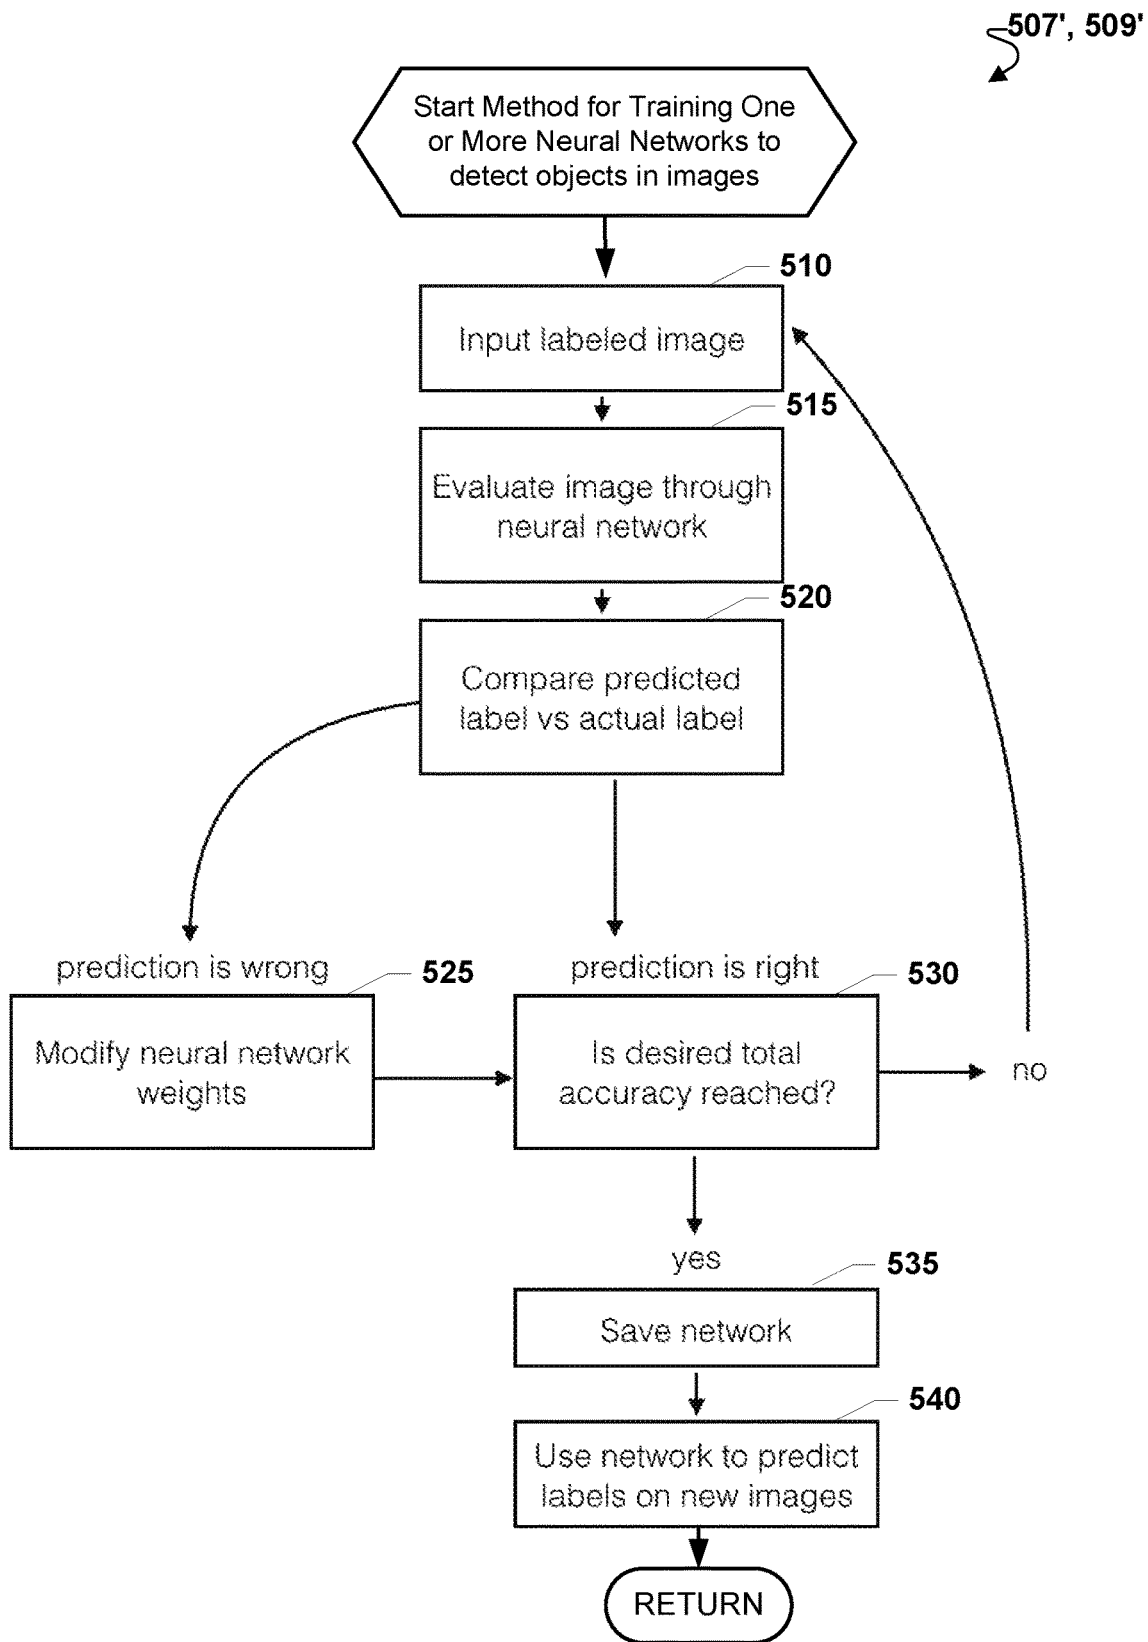 507', 509'
Start Method for Training One
or More Neural Networks to
detect objects in images
510
Input labeled image
515
Evaluate image through
neural network
520
Compare predicted
label vs actual label
prediction is wrong
525
Modify neural network
weights
prediction is right
530
Is desired total
accuracy reached?
no
yes
535
Save network
540
Use network to predict
labels on new images
RETURN